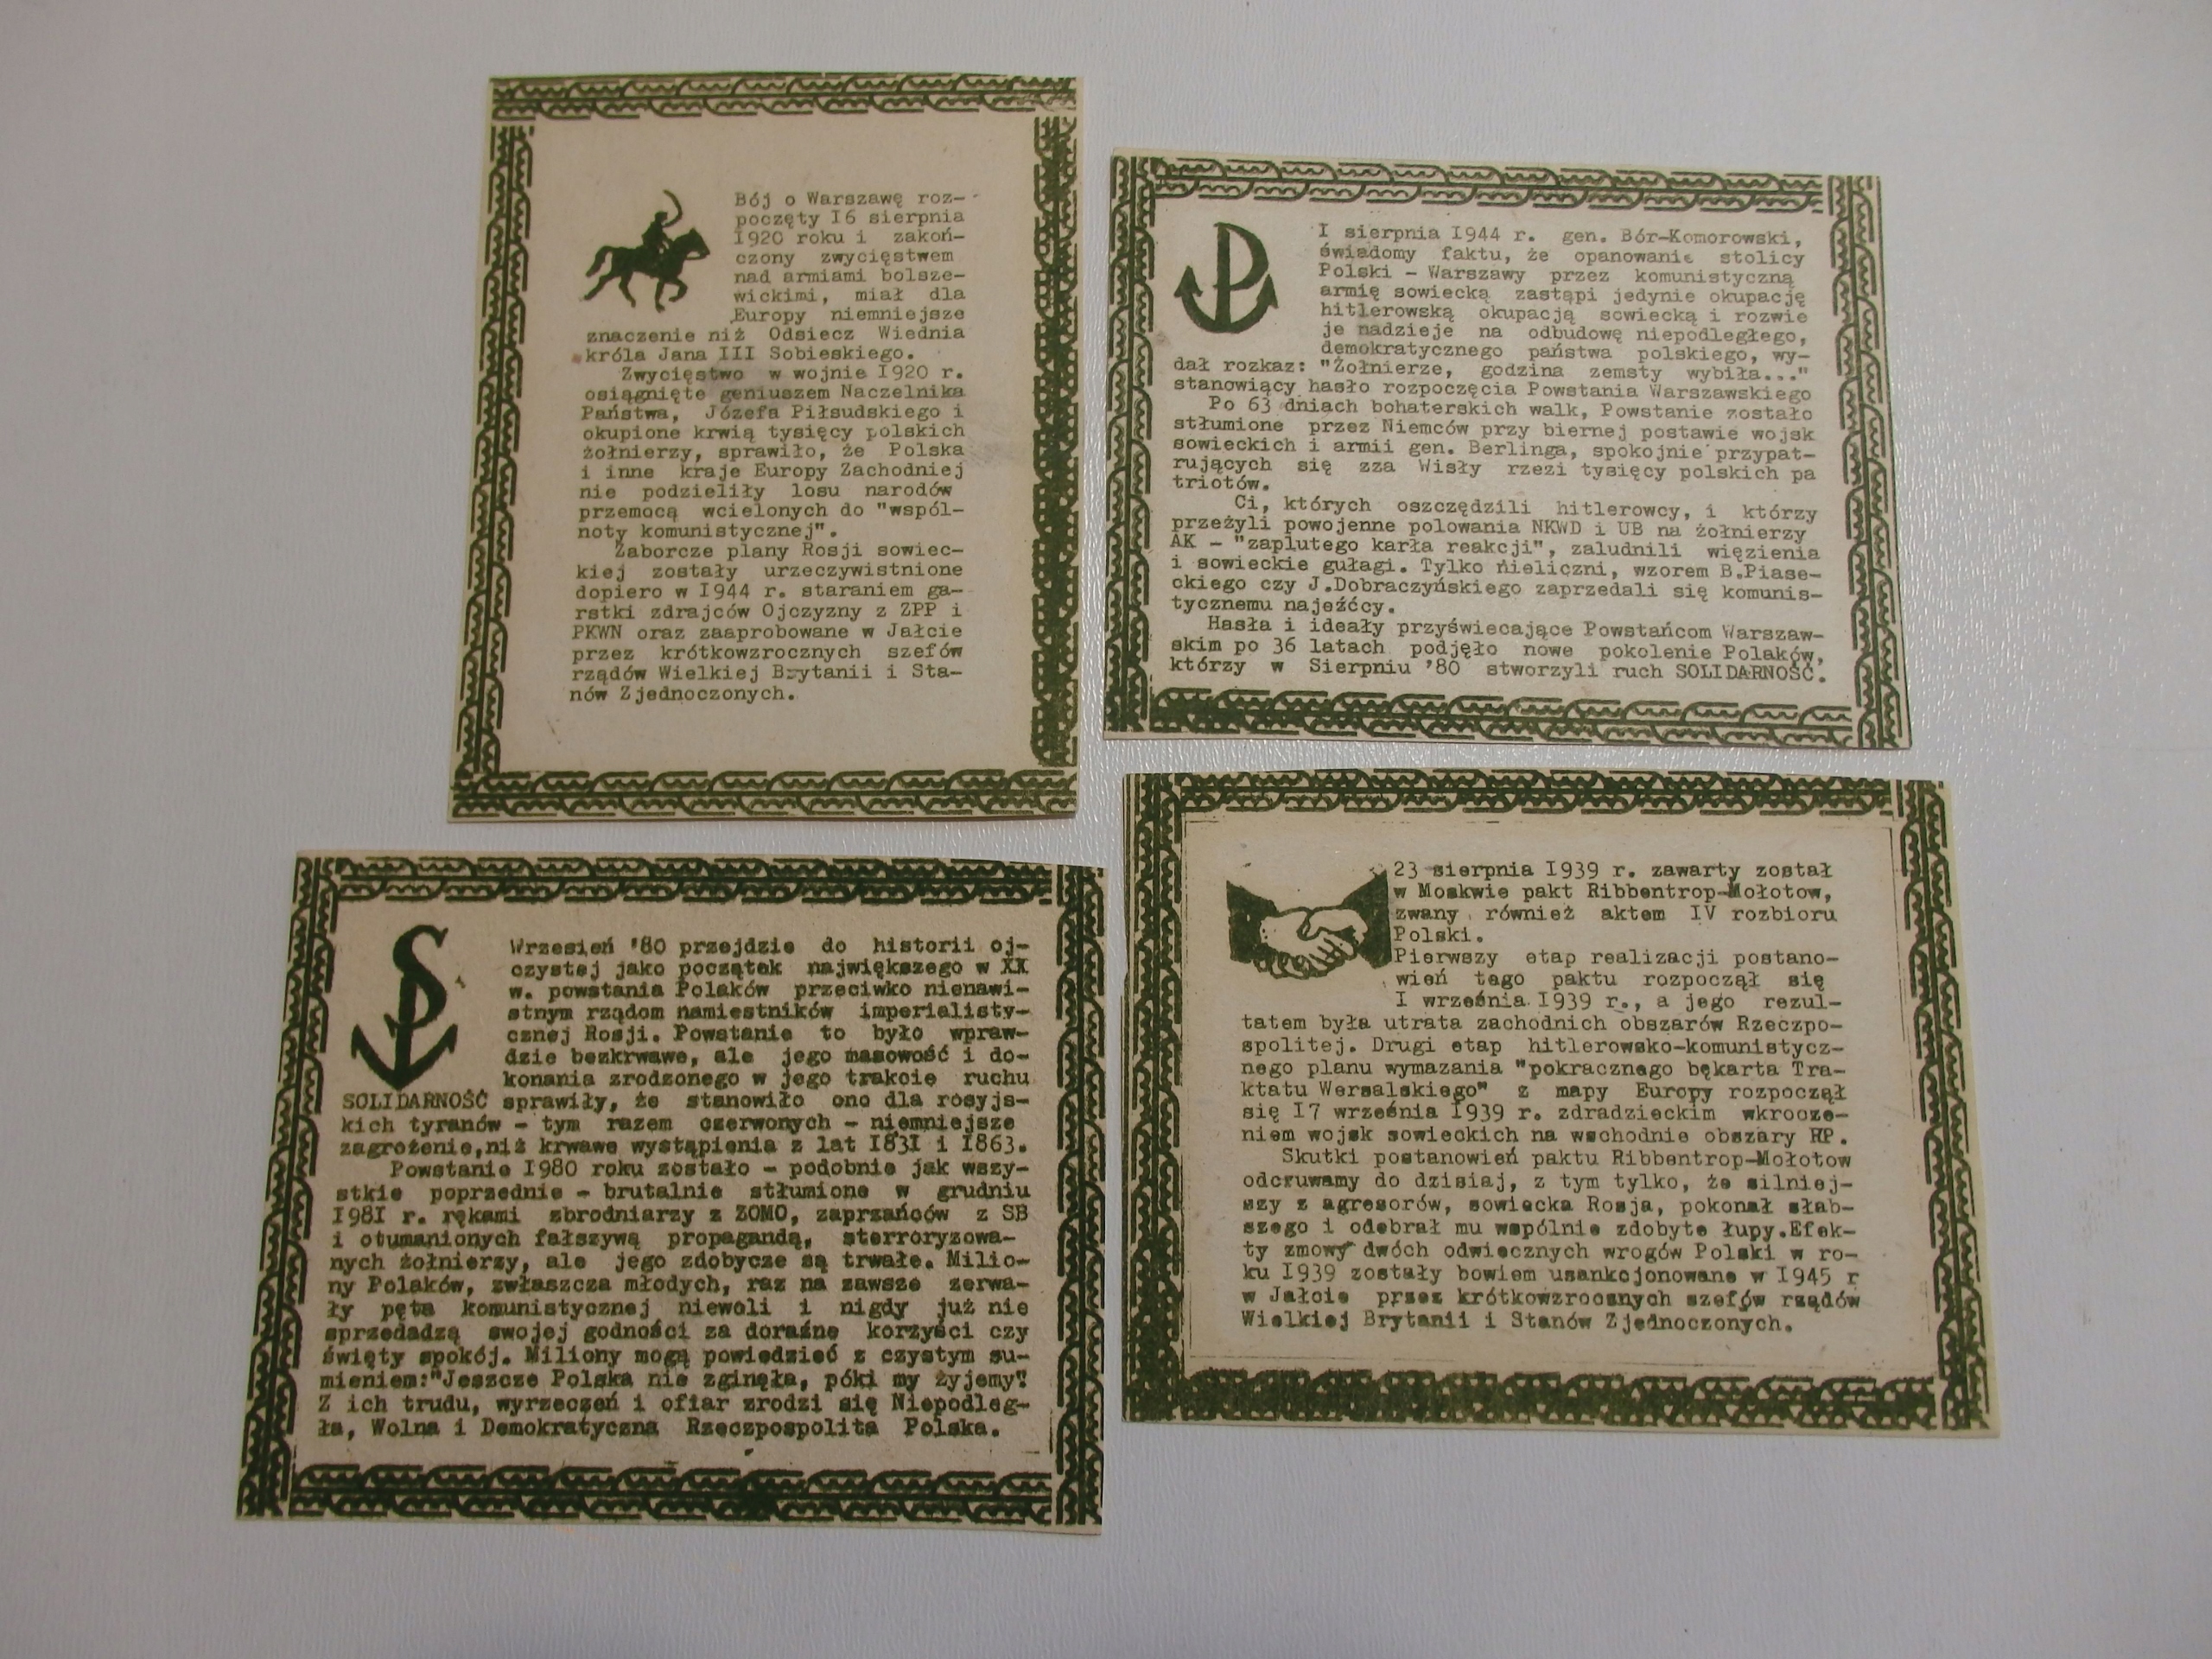 Bój o Warszawę roz-
poczęty I6 sierpnia
I920 roku i zakoń-
czony zwycięstwem
nad armiami bolsze-
wickimi, miał dla
Europy niemniejsze
znaczenie niż Odsiecz Wiednia
króla Jana III Sobieskiego.
Zwycięstwo w wojnie I920 r.
osiągnięte geniuszem Naczelnika
Państwa, Józefa Piłsudskiego i
okupione krwią tysięcy polskich
żołnierzy, sprawiło, że Polska
i inne kraje Europy Zachodniej
nie podzieliły losu narodów
przemocą wcielonych do "wspól-
noty komunistycznej".
Zaborcze plany Rosji sowiec-
kiej zostały urzeczywistnione
dopiero w I944 r. staraniem ga-
rstki zdrajców Ojczyzny z ZPP i
PKWN oraz zaaprobowane w Jałcie
przez krótkowzrocznych szefów
rządów Wielkiej Brytanii i Sta-
nów Zjednoczonych.
I sierpnia I944 r. gen. Bór-Komorowski,
świadomy faktu, że opanowanie stolicy
Polski - Warszawy przez komunistyczną
armię sowiecką zastąpi jedynie okupację
hitlerowską okupacją sowiecką i rozwie
je nadzieje na odbudowę niepodległego,
demokratycznego państwa polskiego, wy-
dał rozkaz: "Żołnierze, godzina zemsty wybiła..."
stanowiący hasło rozpoczęcia Powstania Warszawskiego
Po 63 dniach bohaterskich walk, Powstanie zostało
stłumione przez Niemców przy biernej postawie wojsk
sowieckich i armii gen. Berlinga, spokojnie przypat-
rujących się zza Wisły rzezi tysięcy polskich pa
triotów.
Ci, których oszczędzili hitlerowcy, i którzy
przeżyli powojenne polowania NKWD i UB na żołnierzy
AK - "zaplutego karła reakcji", zaludnili więzienia
i sowieckie gułagi. Tylko nieliczni, wzorem B.Piase-
ckiego czy J.Dobraczyńskiego zaprzedali się komunis-
tycznemu najeźćcy.
Hasła i ideały przyświecające Powstańcom Warszaw-
skim po 36 latach podjęło nowe pokolenie Polaków,
którzy w Sierpniu '80 stworzyli ruch SOLIDARNOŚĆ.
Wrzesień '80 przejdzie do historii oj-
czystej jako początek największego w XX
w. powstania Polaków przeciwko nienawi-
stnym rządom namiestników imperialisty-
cznej Rosji. Powstanie to było wpraw-
dzie bezkrwawe, ale jego masowość i do-
konania zrodzonego w jego trakcie ruchu
SOLIDARNOŚĆ sprawiły, że stanowiło ono dla rosyjs-
kich tyranów - tym razem czerwonych - niemniejsze
zagrożenie,niż krwawe wystąpienia z lat I83I i I863.
Powstanie I980 roku zostało - podobnie jak wszy-
stkie poprzednie - brutalnie stłumione w grudniu
I98I r. rękami zbrodniarzy z ZOMO, zaprzańców z SB
i otumanionych fałszywą propagandą, sterroryzowa-
nych żołnierzy, ale jego zdobycze są trwałe. Milio-
ny Polaków, zwłaszcza młodych, raz na zawsze zerwa-
ły pęta komunistycznej niewoli i nigdy już nie
sprzedadzą swojej godności za doraźne korzyści czy
święty spokój. Miliony mogą powiedzieć z czystym su-
mieniem:"Jeszcze Polska nie zginęła, póki my żyjemy"!
Z ich trudu, wyrzeczeń i ofiar zrodzi się Niepodleg-
ła, Wolna i Demokratyczna Rzeczpospolita Polska.
23 sierpnia I939 r. zawarty został
w Moskwie pakt Ribbentrop-Mołotow,
zwany również aktem IV rozbioru
Polski.
Pierwszy etap realizacji postano-
wień tego paktu rozpoczął się
I września I939 r., a jego rezul-
tatem była utrata zachodnich obszarów Rzeczpo-
spolitej. Drugi etap hitlerowsko-komunistycz-
nego planu wymazania "pokracznego bękarta Tra-
ktatu Wersalskiego" z mapy Europy rozpoczął
się I7 września I939 r. zdradzieckim wkrocze-
niem wojsk sowieckich na wschodnie obszary RP.
Skutki postanowień paktu Ribbentrop-Mołotow
odczuwamy do dzisiaj, z tym tylko, że silniej-
szy z agresorów, sowiecka Rosja, pokonał słab-
szego i odebrał mu wspólnie zdobyte łupy.Efek-
ty zmowy dwóch odwiecznych wrogów Polski w ro-
ku I939 zostały bowiem usankcjonowane w I945 r
w Jałcie przez krótkowzrocznych szefów rządów
Wielkiej Brytanii i Stanów Zjednoczonych.